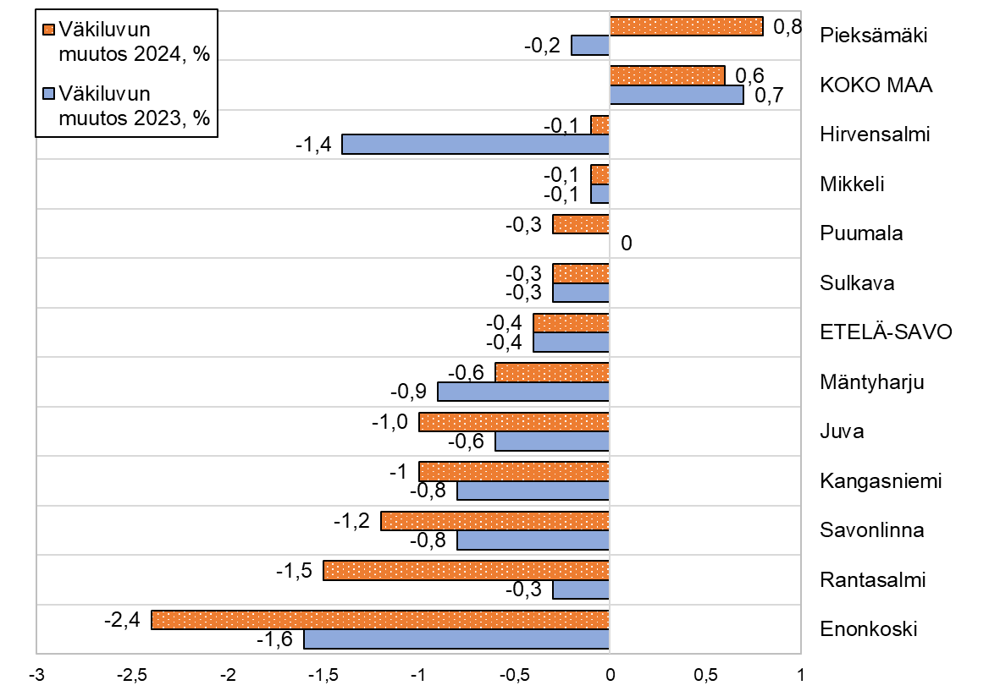 Väkiluvun
muutos 2024, %
Väkiluvun
muutos 2023, %
0,8
-0,2
Pieksämäki
0,6
0,7
KOKO MAA
-0,1
-1,4
Hirvensalmi
-0,1
-0,1
Mikkeli
-0,3
0
Puumala
-0,3
-0,3
Sulkava
-0,4
-0,4
ETELÄ-SAVO
-0,6
-0,9
Mäntyharju
-1,0
-0,6
Juva
-1
-0,8
Kangasniemi
-1,2
-0,8
Savonlinna
-1,5
-0,3
Rantasalmi
-2,4
-1,6
Enonkoski
-3 -2,5 -2 -1,5 -1 -0,5 0 0,5 1